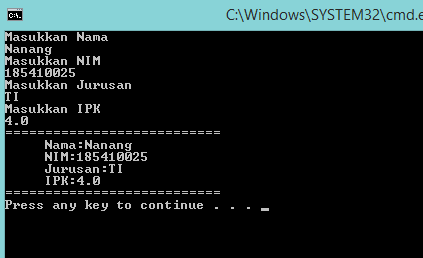 C:\Windows\SYSTEM32\cmd.e
Masukkan Nama
Nanang
Masukkan NIM
185410025
Masukkan Jurusan
TI
Masukkan IPK
4.0
===========================
Nama:Nanang
NIM:185410025
Jurusan:TI
IPK:4.0
===========================
Press any key to continue . . . _